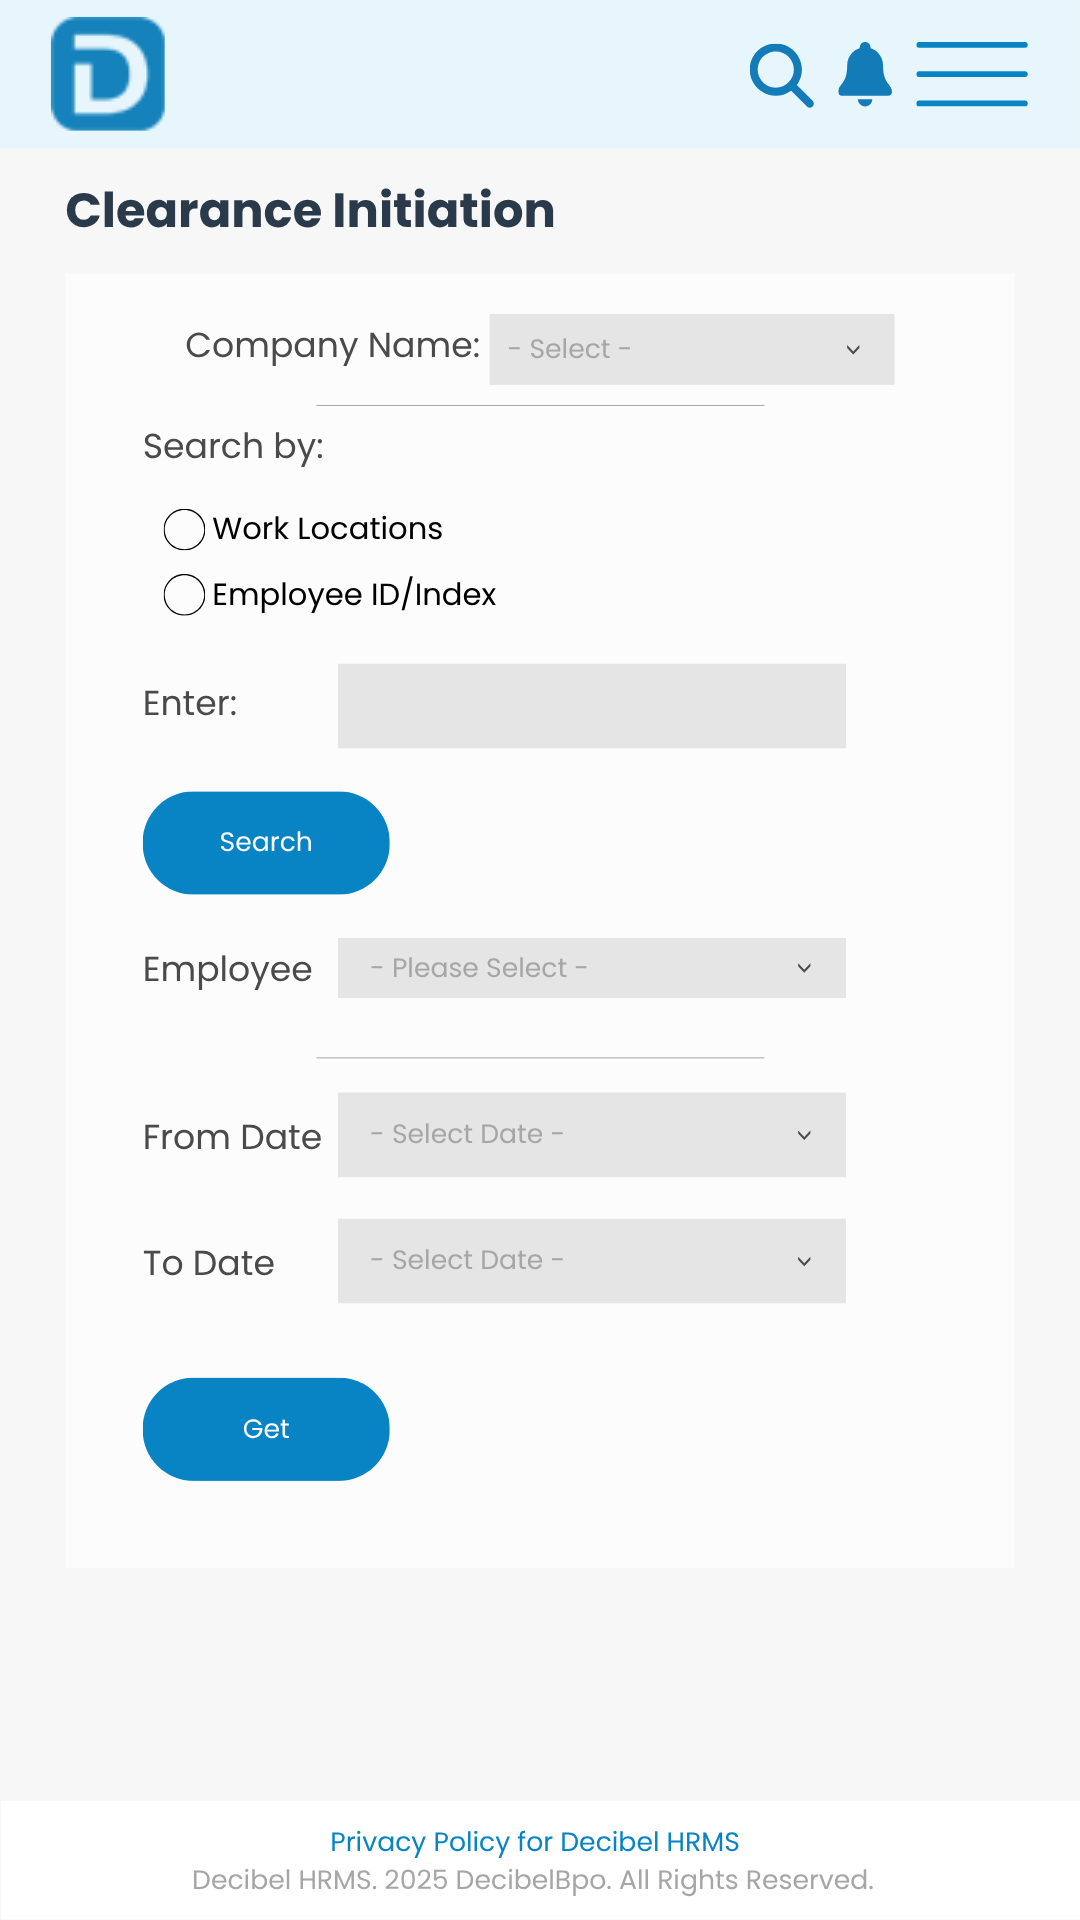 D
Clearance Initiation
Company Name: - Select -
Search by:
Work Locations
Employee ID/Index
Enter:
Search
Employee - Please Select -
From Date - Select Date -
To Date - Select Date -
Get
Privacy Policy for Decibel HRMS
Decibel HRMS. 2025 DecibelBpo. All Rights Reserved.